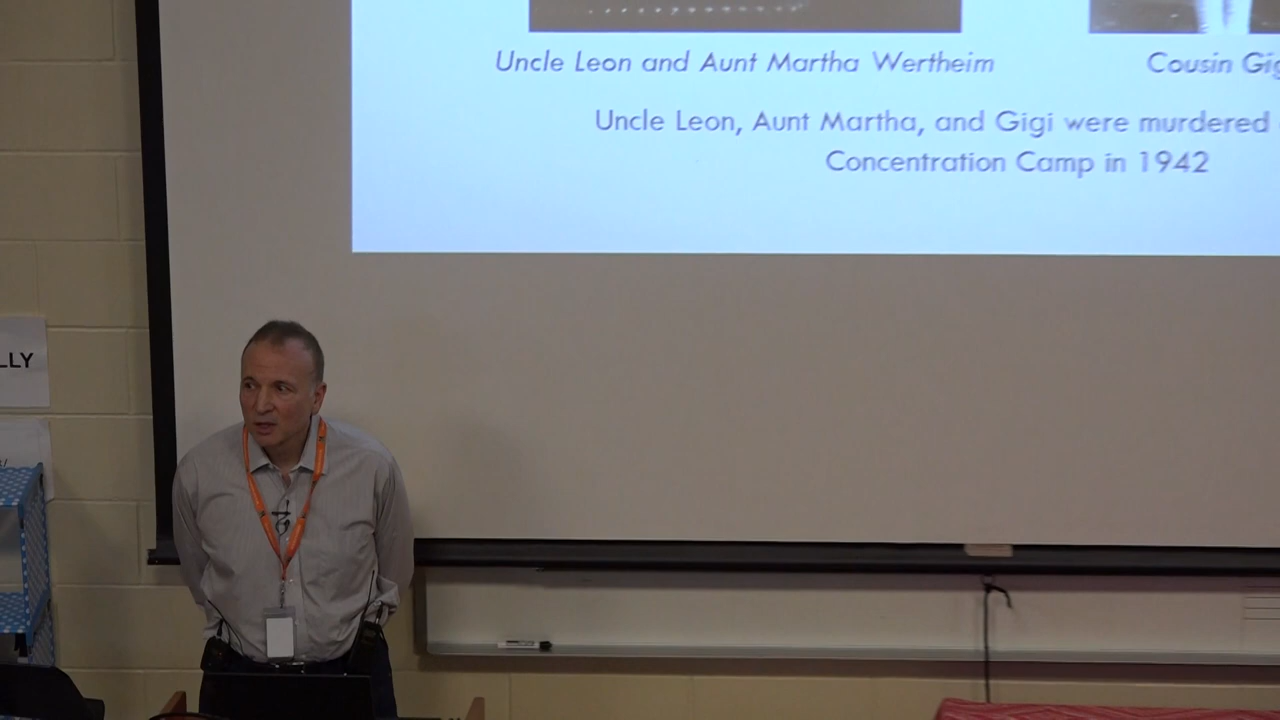 Uncle Leon and Aunt Martha Wertheim
Cousin
Uncle Leon, Aunt Martha, and Gigi were murdered
Concentration Camp in 1942
LLY